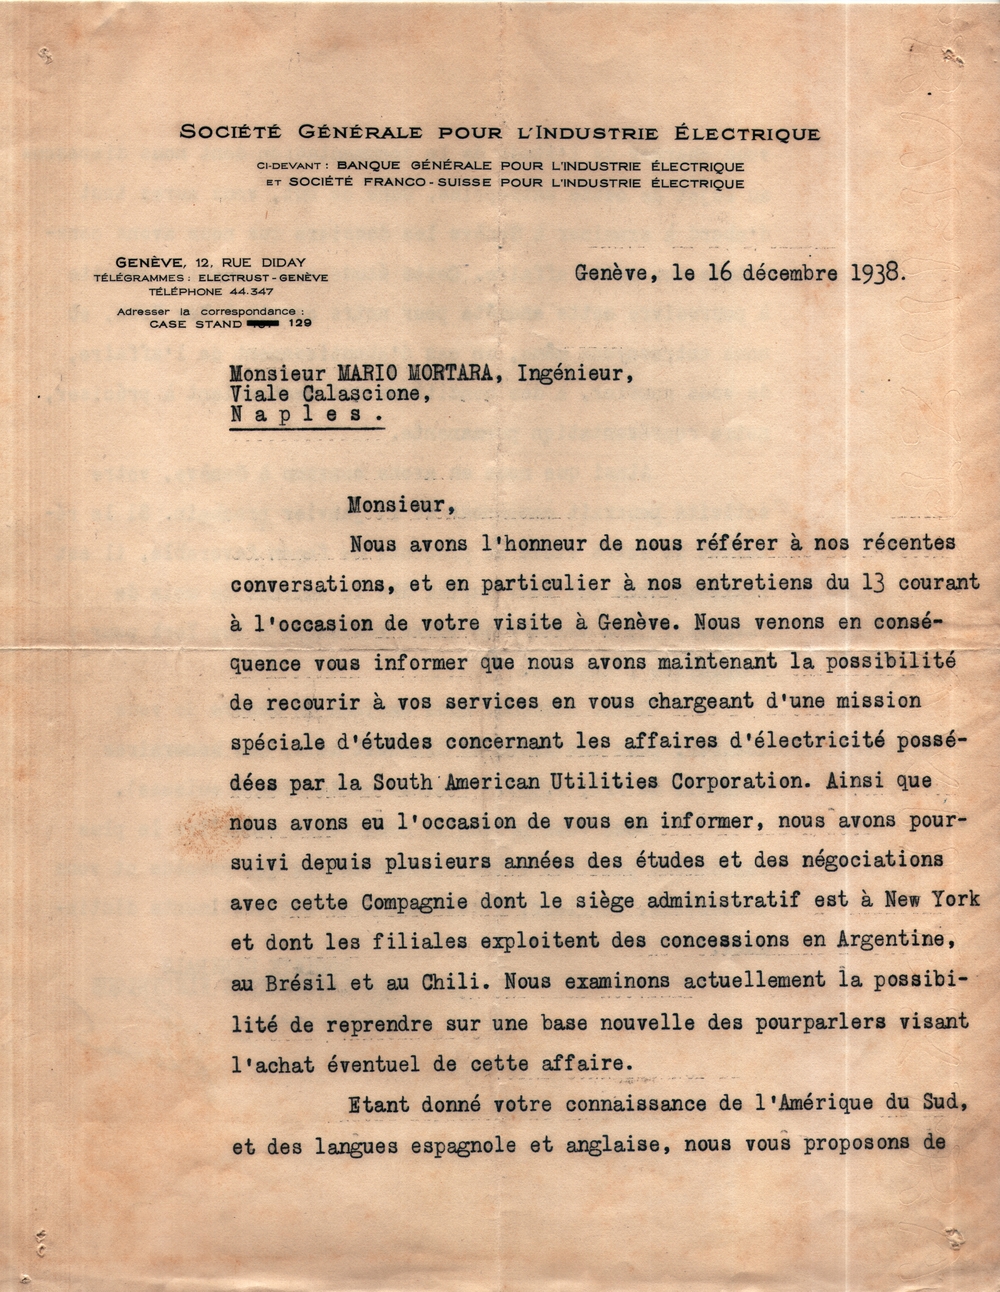 SOCIÉTÉ GÉNÉRALE POUR L'INDUSTRIE ÉLECTRIQUE
CI-DEVANT : BANQUE GÉNÉRALE POUR L'INDUSTRIE ÉLECTRIQUE
ET SOCIÉTÉ FRANCO-SUISSE POUR L'INDUSTRIE ÉLECTRIQUE
GENÈVE, 12, RUE DIDAY
TÉLÉGRAMMES : ELECTRUST-GENÈVE
TÉLÉPHONE 44.347
Adresser la correspondance :
CASE STAND 129
Genève, le 16 décembre 1938.
Monsieur MARIO MORTARA, Ingénieur,
Viale Calascione,
N a p l e s .
Monsieur,
Nous avons l'honneur de nous référer à nos récentes
conversations, et en particulier à nos entretiens du 13 courant
à l'occasion de votre visite à Genève. Nous venons en consé-
quence vous informer que nous avons maintenant la possibilité
de recourir à vos services en vous chargeant d'une mission
spéciale d'études concernant les affaires d'électricité possé-
dées par la South American Utilities Corporation. Ainsi que
nous avons eu l'occasion de vous en informer, nous avons pour-
suivi depuis plusieurs années des études et des négociations
avec cette Compagnie dont le siège administratif est à New York
et dont les filiales exploitent des concessions en Argentine,
au Brésil et au Chili. Nous examinons actuellement la possibi-
lité de reprendre sur une base nouvelle des pourparlers visant
l'achat éventuel de cette affaire.
Etant donné votre connaissance de l'Amérique du Sud,
et des langues espagnole et anglaise, nous vous proposons de